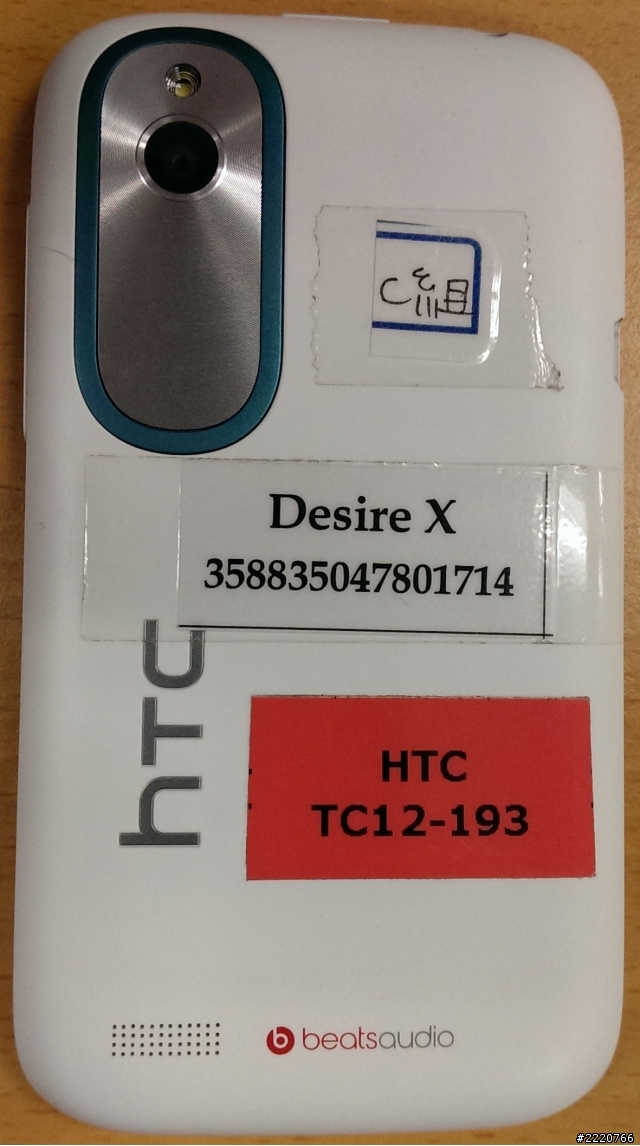 Desire X
358835047801714
hTC
HTC
TC12-193
b beatsaudio
#2220766